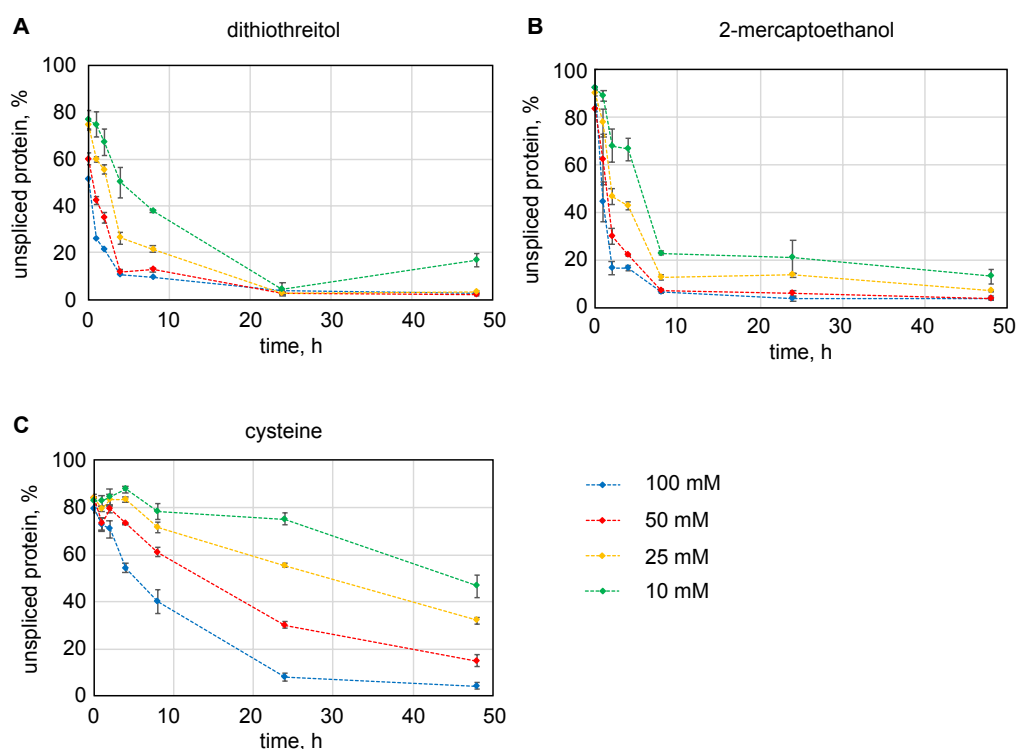 A
dithiothreitol
100
80
60
40
20
0
unspliced protein, %
0 10 20 30 40 50
time, h
B
2-mercaptoethanol
100
80
60
40
20
0
unspliced protein, %
0 10 20 30 40 50
time, h
C
cysteine
100
80
60
40
20
0
unspliced protein, %
0 10 20 30 40 50
time, h
100 mM
50 mM
25 mM
10 mM